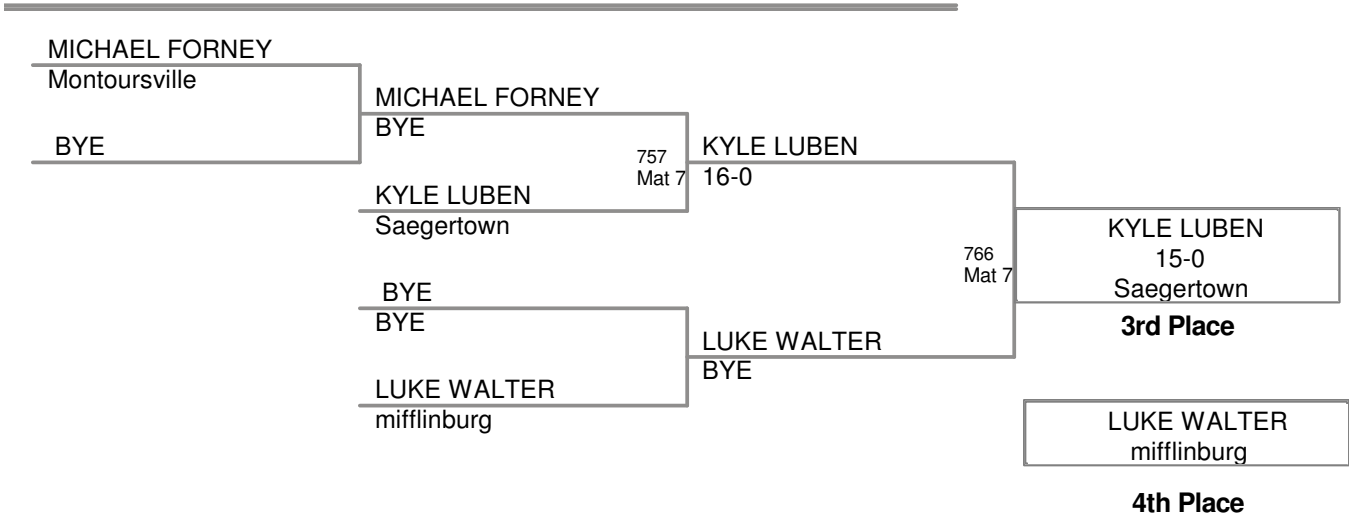 MICHAEL FORNEY
Montoursville
BYE
MICHAEL FORNEY
BYE
757
Mat 7
KYLE LUBEN
Saegertown
KYLE LUBEN
16-0
BYE
BYE
LUKE WALTER
mifflinburg
LUKE WALTER
BYE
766
Mat 7
KYLE LUBEN
15-0
Saegertown
3rd Place
LUKE WALTER
mifflinburg
4th Place